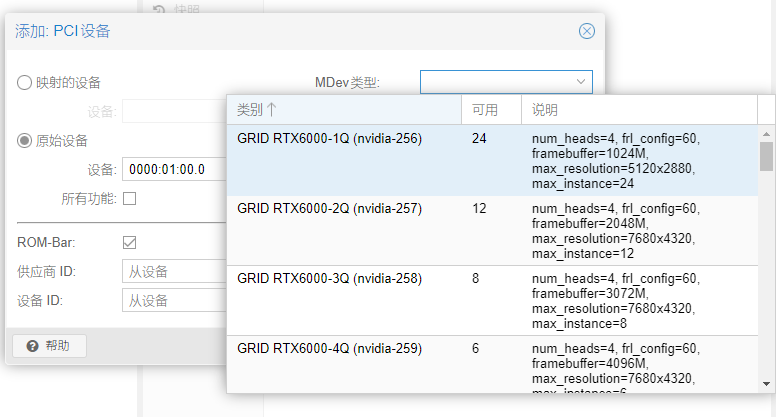 快照
添加: PCI 设备
映射的设备
MDev类型:
设备:
类别 可用 说明
原始设备
GRID RTX6000-1Q (nvidia-256) 24 num_heads=4, frl_config=60,
framebuffer=1024M,
max_resolution=5120x2880,
max_instance=24
设备: 0000:01:00.0
所有功能:
GRID RTX6000-2Q (nvidia-257) 12 num_heads=4, frl_config=60,
framebuffer=2048M,
max_resolution=7680x4320,
max_instance=12
ROM-Bar:
供应商 ID: 从设备
设备 ID: 从设备
GRID RTX6000-3Q (nvidia-258) 8 num_heads=4, frl_config=60,
framebuffer=3072M,
max_resolution=7680x4320,
max_instance=8
帮助
GRID RTX6000-4Q (nvidia-259) 6 num_heads=4, frl_config=60,
framebuffer=4096M,
max_resolution=7680x4320,
max_instance=6